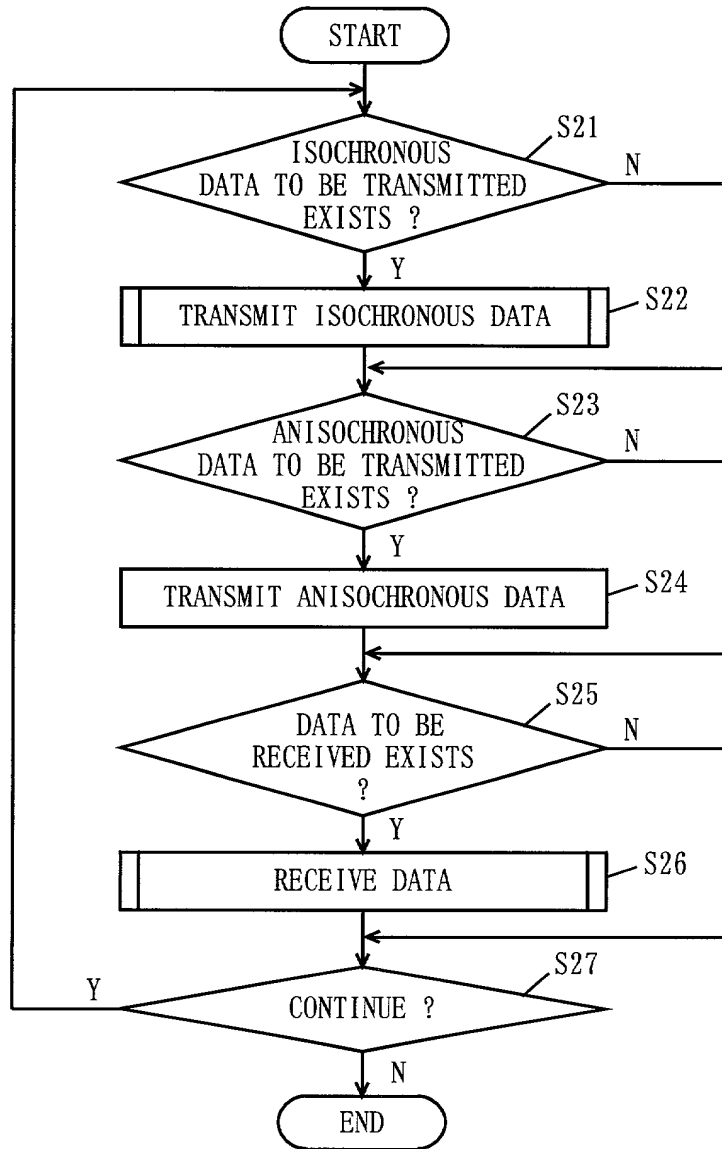 START
S21
ISOCHRONOUS
DATA TO BE TRANSMITTED
EXISTS ?
N
Y
TRANSMIT ISOCHRONOUS DATA
S22
S23
ANISOCHRONOUS
DATA TO BE TRANSMITTED
EXISTS ?
N
Y
TRANSMIT ANISOCHRONOUS DATA
S24
S25
DATA TO BE
RECEIVED EXISTS
?
N
Y
RECEIVE DATA
S26
S27
Y
CONTINUE ?
N
END